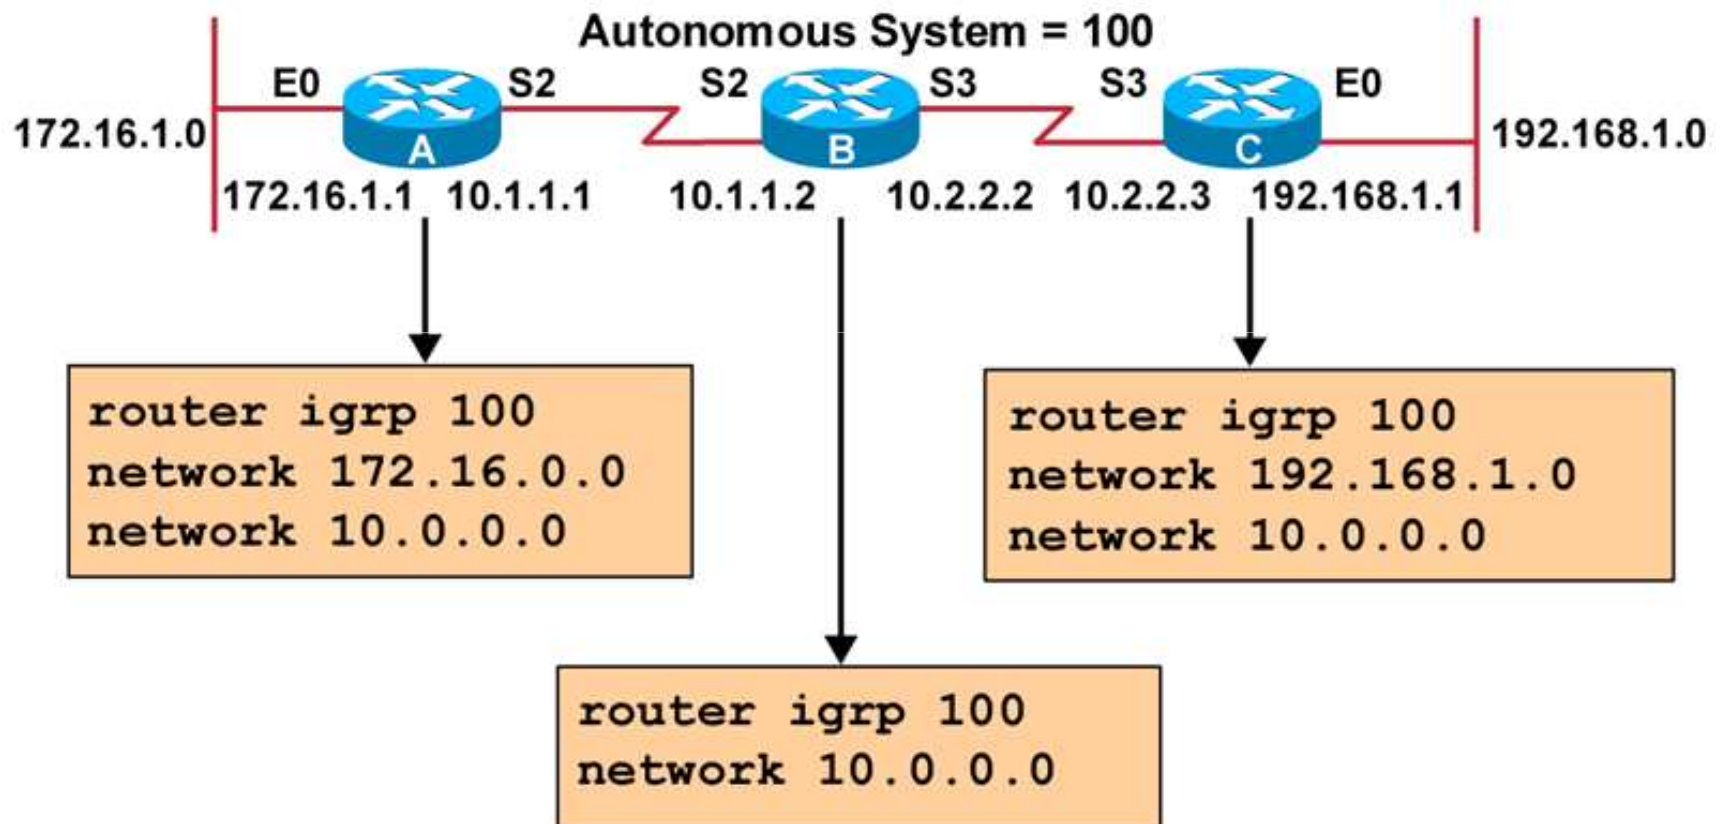 Autonomous System = 100
E0 S2 S2 S3 S3 E0
172.16.1.0 A B C 192.168.1.0
172.16.1.1 10.1.1.1 10.1.1.2 10.2.2.2 10.2.2.3 192.168.1.1
router igrp 100
network 172.16.0.0
network 10.0.0.0
router igrp 100
network 192.168.1.0
network 10.0.0.0
router igrp 100
network 10.0.0.0